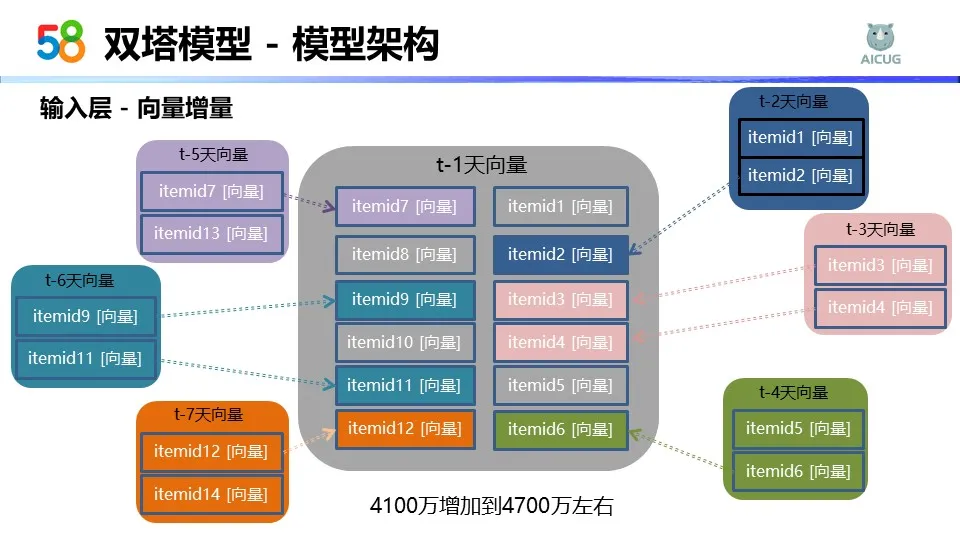 58 双塔模型 - 模型架构
AICUG
输入层 - 向量增量
t-5天向量
itemid7 [向量]
itemid13 [向量]
t-6天向量
itemid9 [向量]
itemid11 [向量]
t-7天向量
itemid12 [向量]
itemid14 [向量]
t-1天向量
itemid7 [向量]
itemid1 [向量]
itemid8 [向量]
itemid2 [向量]
itemid9 [向量]
itemid3 [向量]
itemid10 [向量]
itemid4 [向量]
itemid11 [向量]
itemid5 [向量]
itemid12 [向量]
itemid6 [向量]
t-2天向量
itemid1 [向量]
itemid2 [向量]
t-3天向量
itemid3 [向量]
itemid4 [向量]
t-4天向量
itemid5 [向量]
itemid6 [向量]
4100万增加到4700万左右